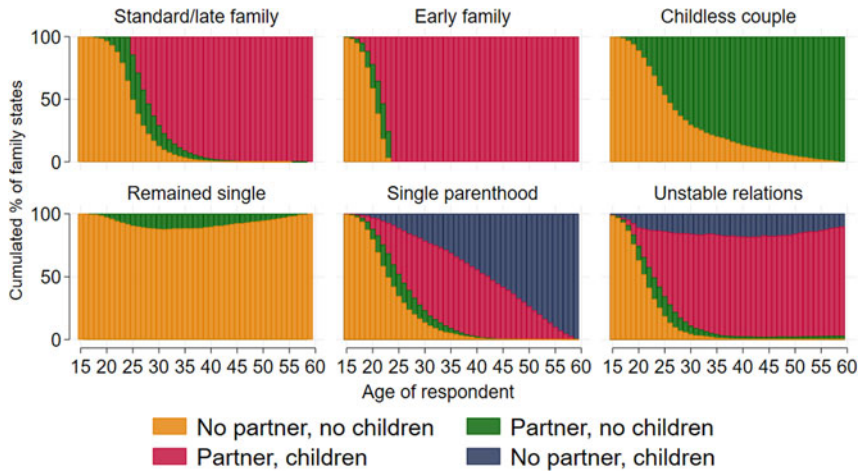 Standard/late family
Early family
Childless couple
100
50
0
Cumulated % of family states
Remained single
Single parenthood
Unstable relations
100
50
0
15 20 25 30 35 40 45 50 55 60 15 20 25 30 35 40 45 50 55 60 15 20 25 30 35 40 45 50 55 60
Age of respondent
No partner, no children
Partner, no children
Partner, children
No partner, children